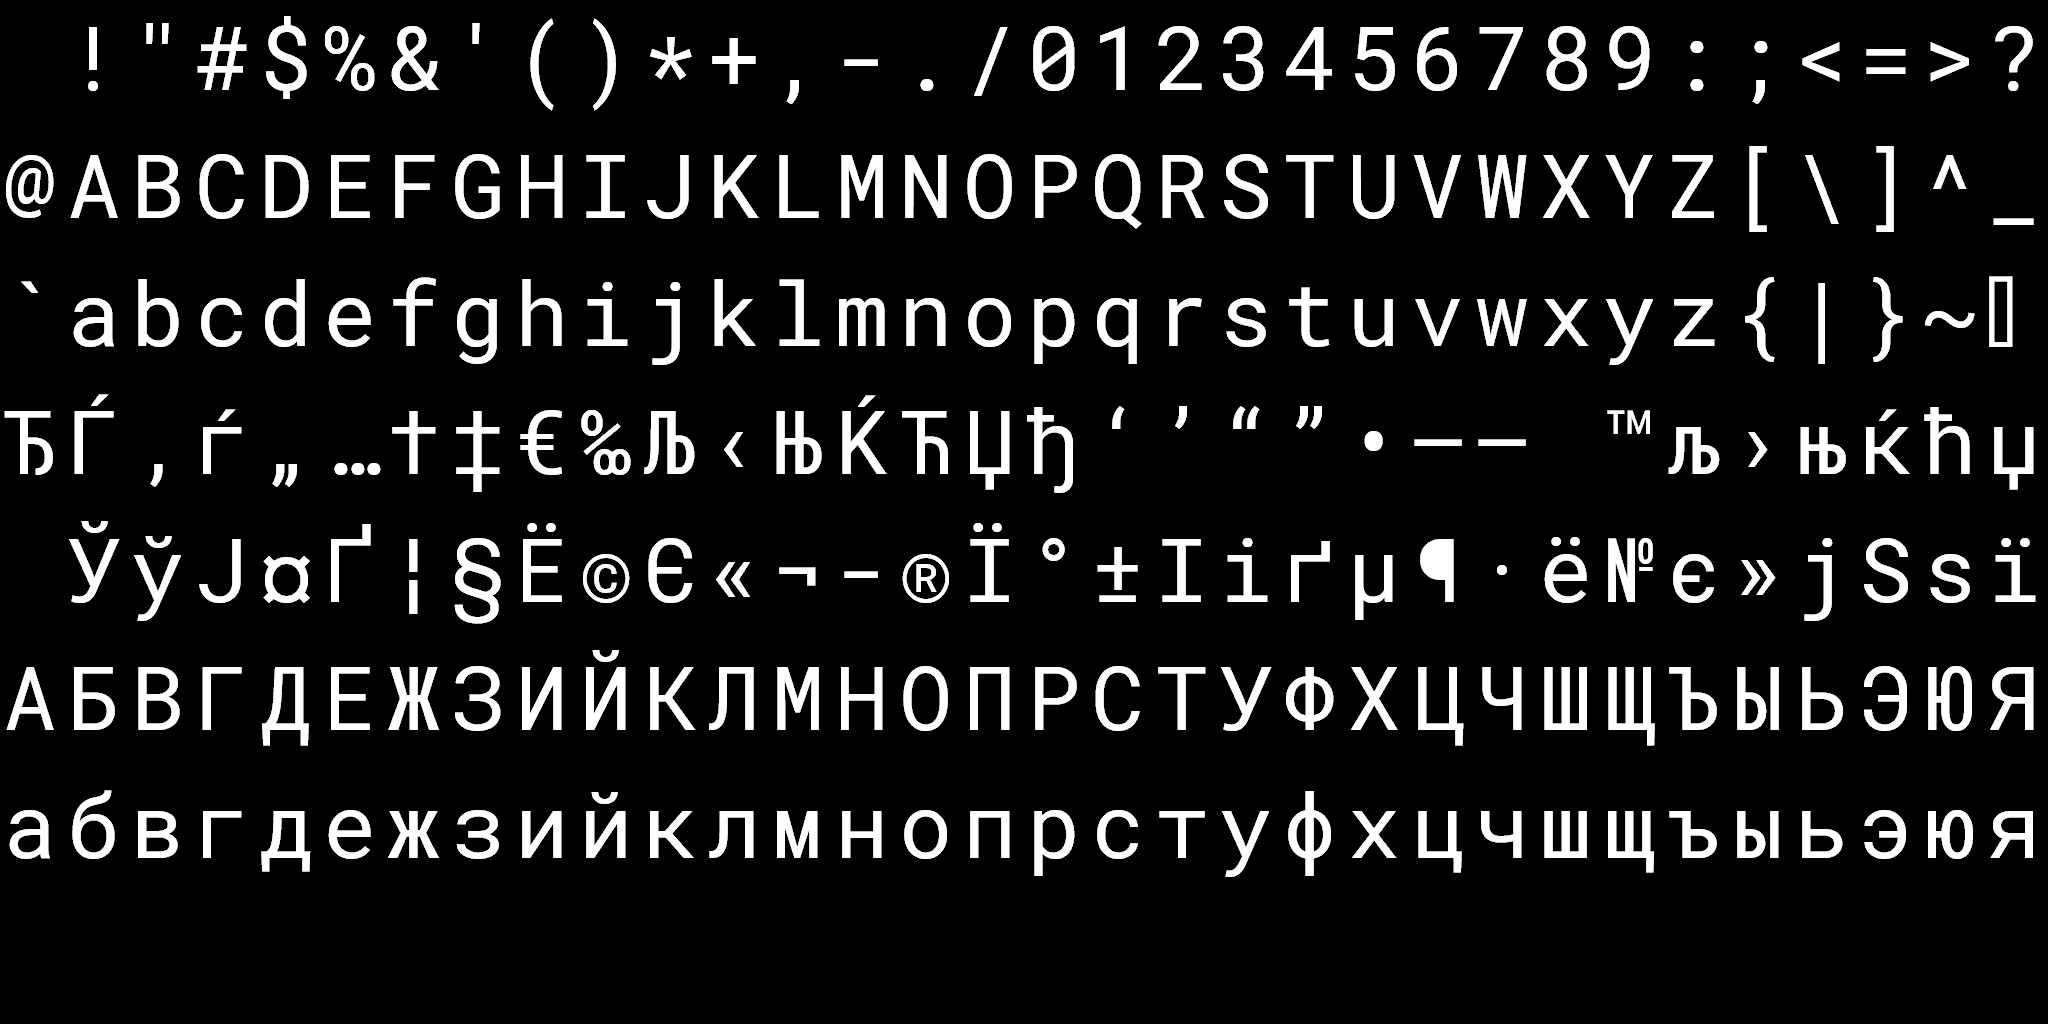 !"#$%&'()*+,-./0123456789:;<=>?
@ABCDEFGHIJKLMNOPQRSTUVWXYZ[\]^_
`abcdefghijklmnopqrstuvwxyz{|}~▯
ЂЃ‚ѓ„…†‡€‰Љ‹ЊЌЋЏђ‘’“”•–— ™љ›њќћџ
ЎўЈ¤Ґ¦§Ё©Є«¬-®Ї°±Ііґµ¶·ё№є»јЅѕї
АБВГДЕЖЗИЙКЛМНОПРСТУФХЦЧШЩЪЫЬЭЮЯ
абвгдежзийклмнопрстуфхцчшщъыьэюя